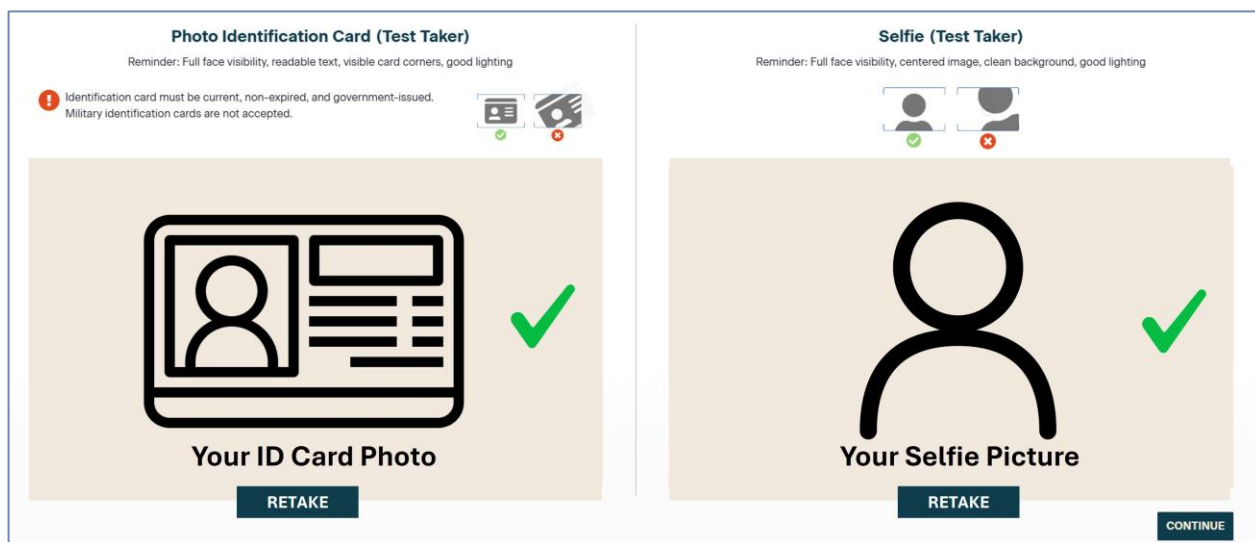 Photo Identification Card (Test Taker)
Reminder: Full face visibility, readable text, visible card corners, good lighting
Identification card must be current, non-expired, and government-issued.
Military identification cards are not accepted.
Your ID Card Photo
RETAKE
Selfie (Test Taker)
Reminder: Full face visibility, centered image, clean background, good lighting
Your Selfie Picture
RETAKE
CONTINUE